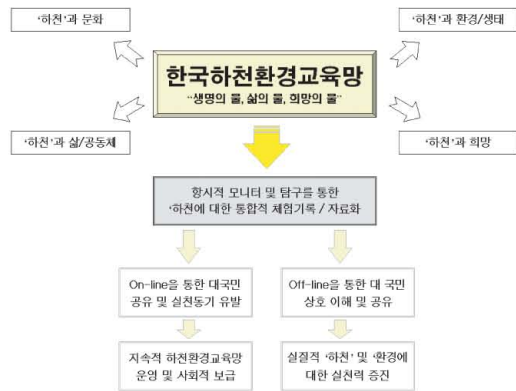 ‘하천’과 문화
‘하천’과 환경/생태
한국하천환경교육망
“생명의 물, 삶의 물, 희망의 물”
‘하천’과 삶/공동체
‘하천’과 희망
항시적 모니터 및 탐구를 통한
‘하천에 대한 통합적 체험기록 / 자료화
On-line을 통한 대국민
공유 및 실천동기 유발
Off-line을 통한 대 국민
상호 이해 및 공유
지속적 하천환경교육망
운영 및 사회적 보급
실질적 ‘하천’ 및 ‘환경에
대한 실천력 증진